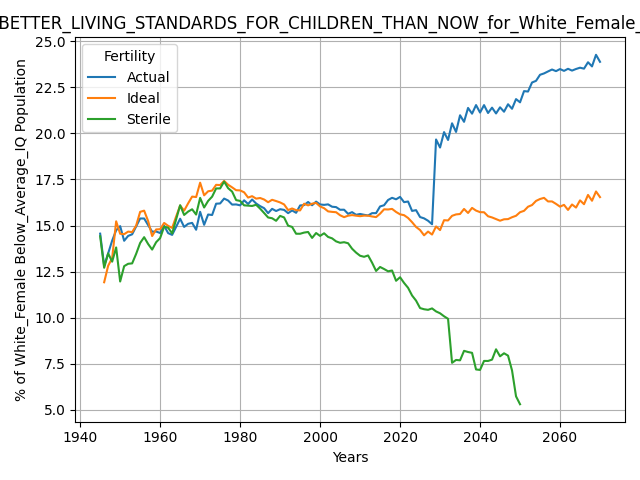 BETTER_LIVING_STANDARDS_FOR_CHILDREN_THAN_NOW_for_White_Female_
% of White_Female Below_Average_IQ Population
25.0
22.5
20.0
17.5
15.0
12.5
10.0
7.5
5.0
Fertility
Actual
Ideal
Sterile
1940
1960
1980
2000
2020
2040
2060
Years